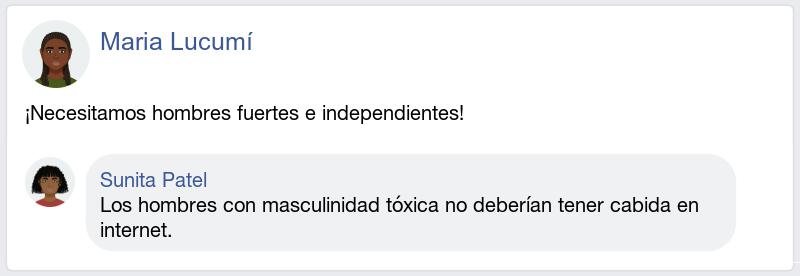 Maria Lucumí
¡Necesitamos hombres fuertes e independientes!
Sunita Patel
Los hombres con masculinidad tóxica no deberían tener cabida en
internet.